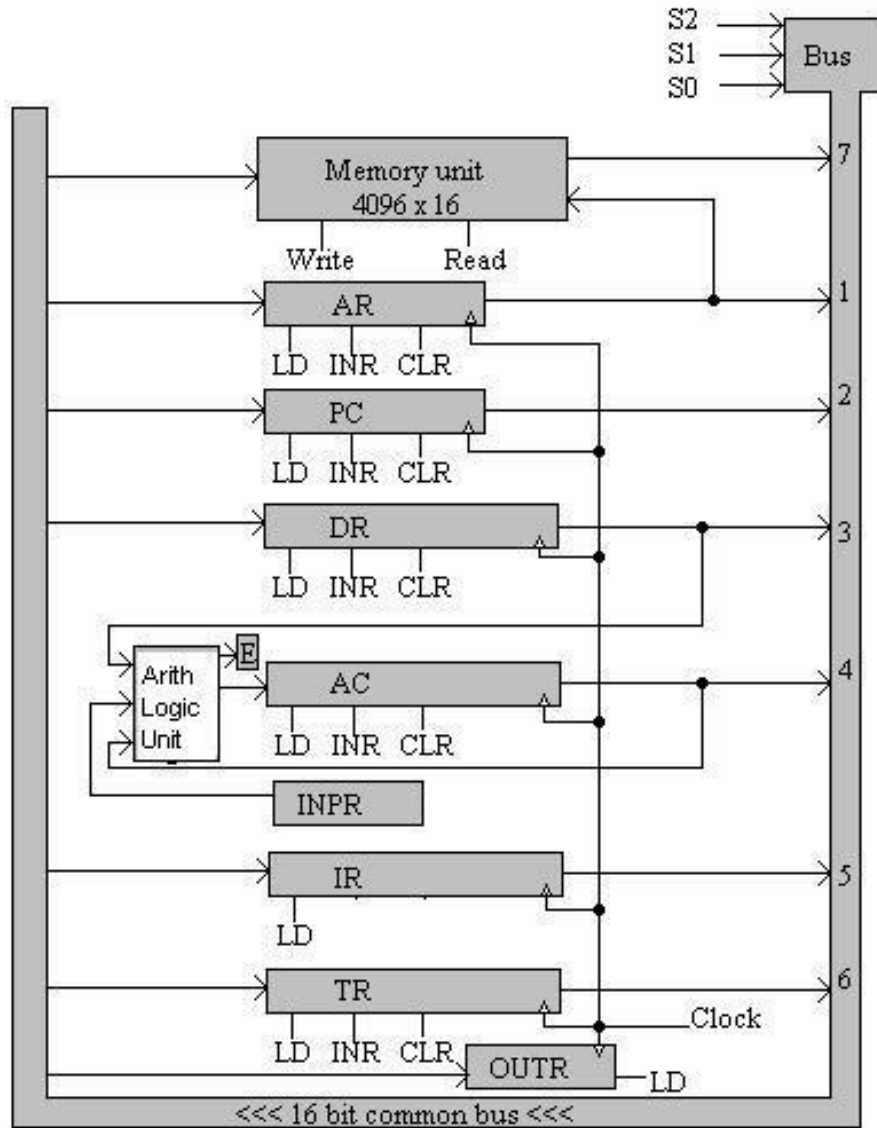 S2
S1
S0
Bus
7
Memory unit
4096 x 16
Write
Read
1
AR
LD INR CLR
2
PC
LD INR CLR
3
DR
LD INR CLR
E
4
AC
Arith
Logic
Unit
LD INR CLR
INPR
5
IR
LD
6
TR
Clock
LD INR CLR
OUTR
LD
<<< 16 bit common bus <<<